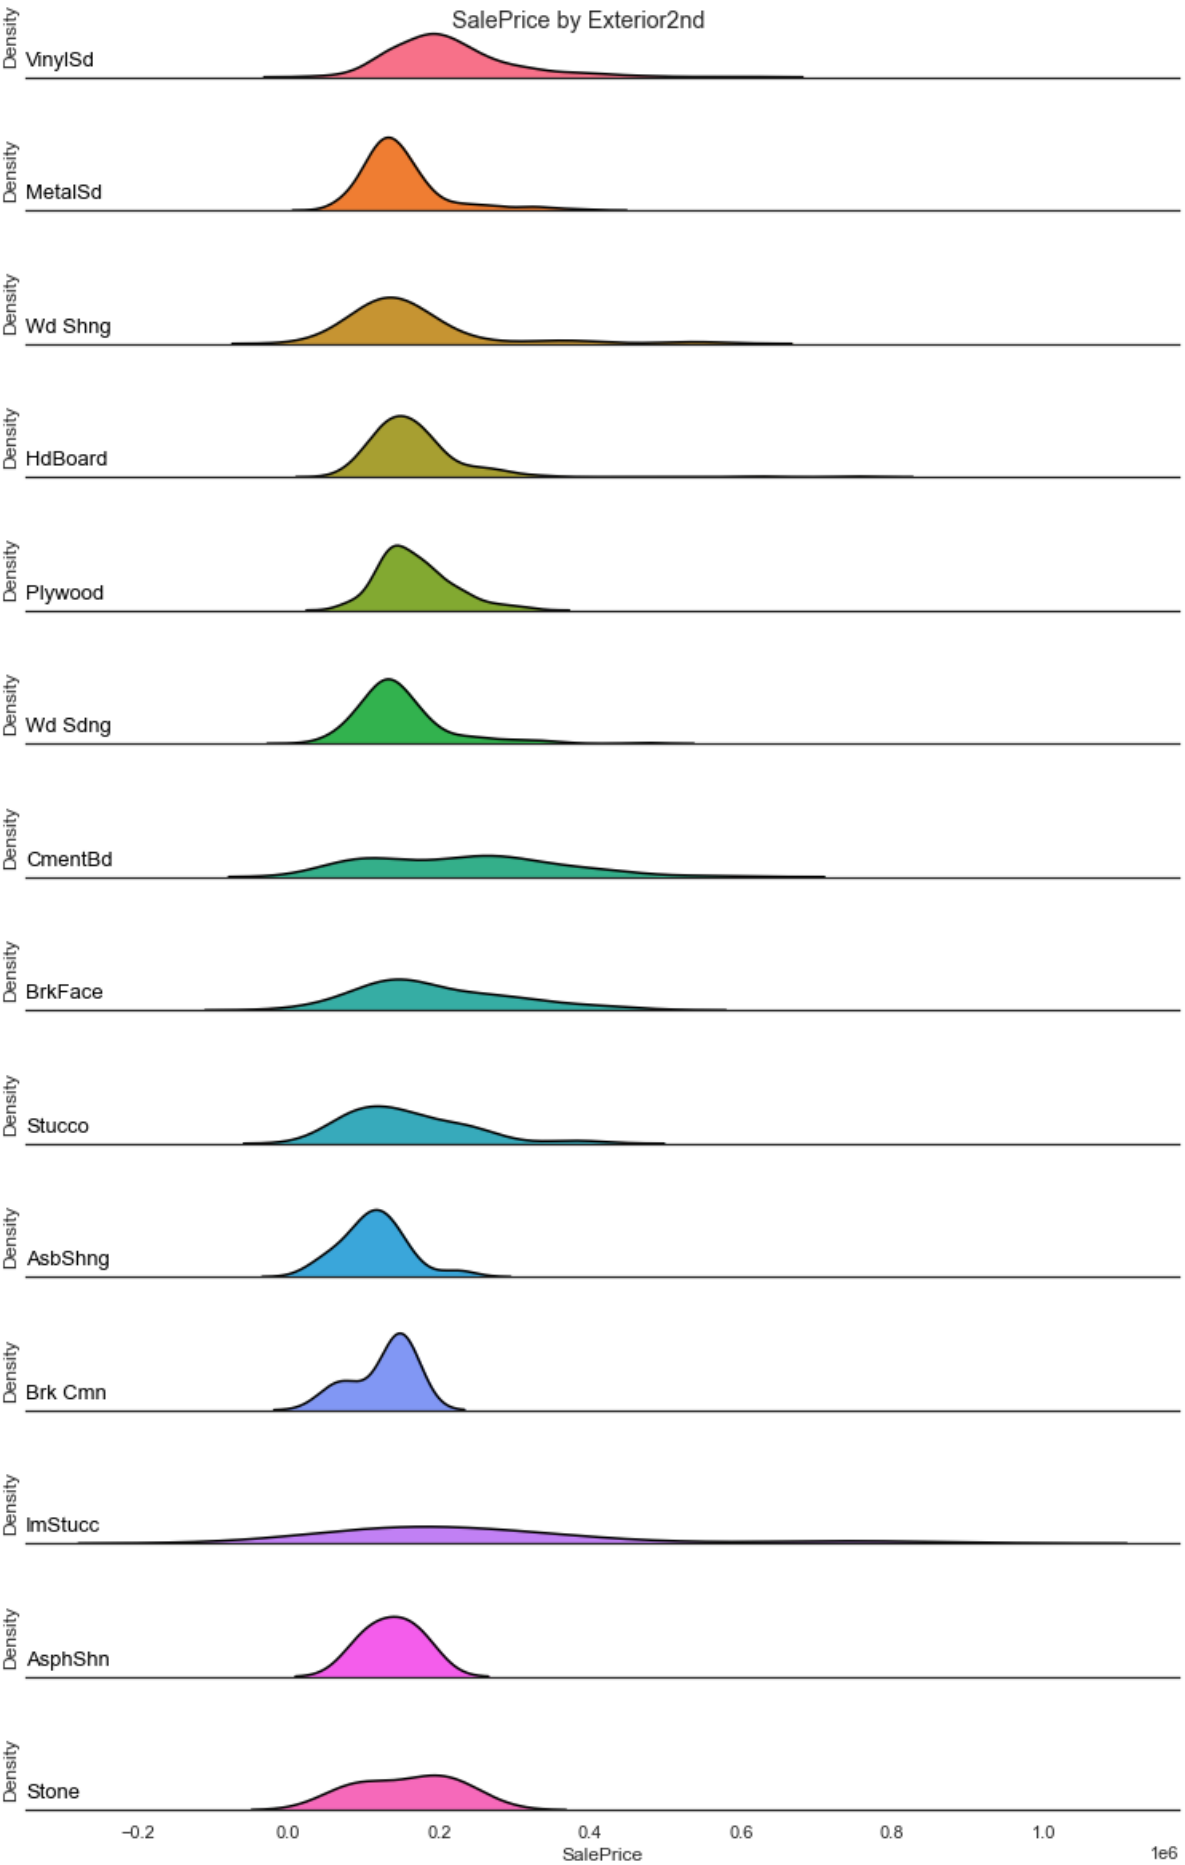 SalePrice by Exterior2nd
Density
VinylSd
Density
MetalSd
Density
Wd Shng
Density
HdBoard
Density
Plywood
Density
Wd Sdng
Density
CmentBd
Density
BrkFace
Density
Stucco
Density
AsbShng
Density
Brk Cmn
Density
ImStucc
Density
AsphShn
Density
Stone
−0.2 0.0 0.2 0.4 0.6 0.8 1.0
SalePrice
1e6